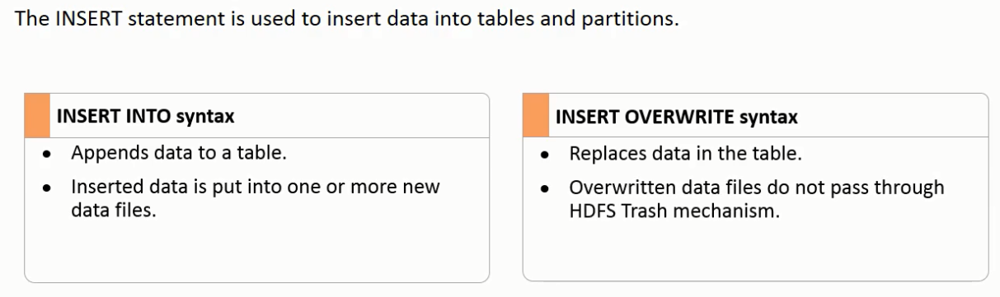 The INSERT statement is used to insert data into tables and partitions.
INSERT INTO syntax
• Appends data to a table.
• Inserted data is put into one or more new
data files.
INSERT OVERWRITE syntax
• Replaces data in the table.
• Overwritten data files do not pass through
HDFS Trash mechanism.